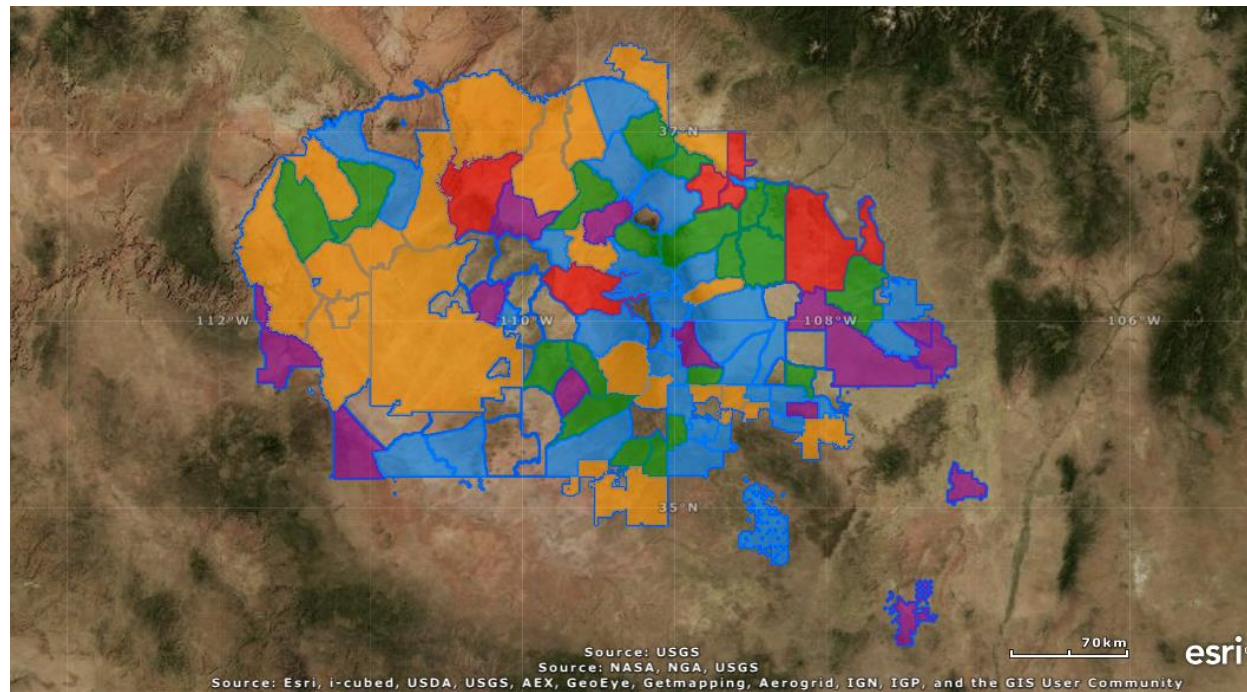 37°N
112°W
110°W
108°W
106°W
35°N
70km
esri
Source: USGS
Source: NASA, NGA, USGS
Source: Esri, i-cubed, USDA, USGS, AEX, GeoEye, Getmapping, Aerogrid, IGN, IGP, and the GIS User Community